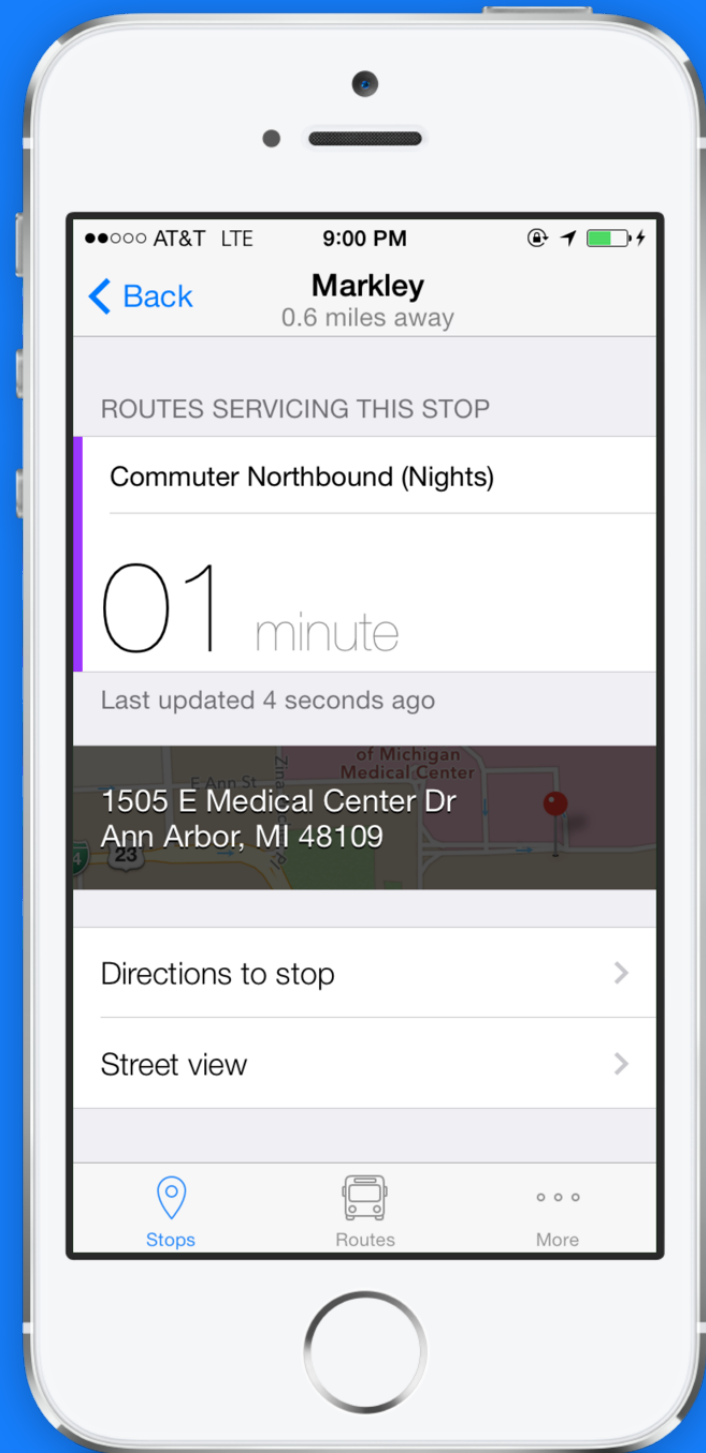 AT&T LTE 9:00 PM
Back
Markley
0.6 miles away
ROUTES SERVICING THIS STOP
Commuter Northbound (Nights)
01 minute
Last updated 4 seconds ago
of Michigan
Medical Center
E Ann St
Zina
1505 E Medical Center Dr
Ann Arbor, MI 48109
23
Directions to stop
Street view
Stops
Routes
More